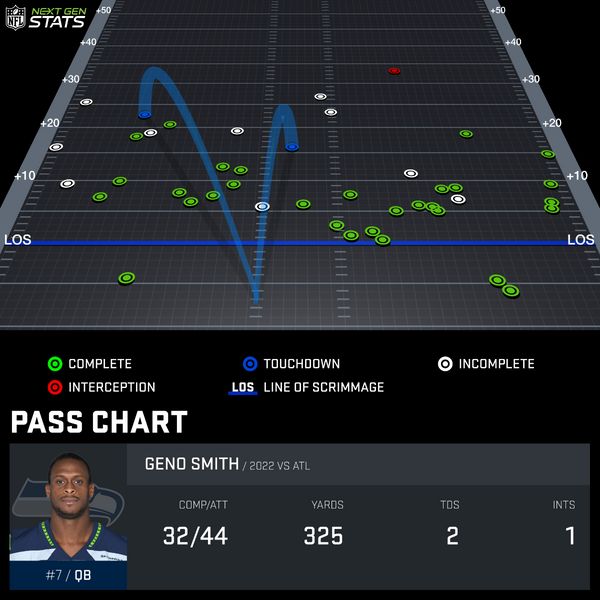 NFL NEXT GEN STATS
+50 +50
+40 +40
+30 +30
+20 +20
+10 +10
LOS LOS
COMPLETE TOUCHDOWN INCOMPLETE
INTERCEPTION LOS LINE OF SCRIMMAGE
PASS CHART
GENO SMITH / 2022 VS ATL
COMP/ATT YARDS TDS INTS
32/44 325 2 1
#7 / QB